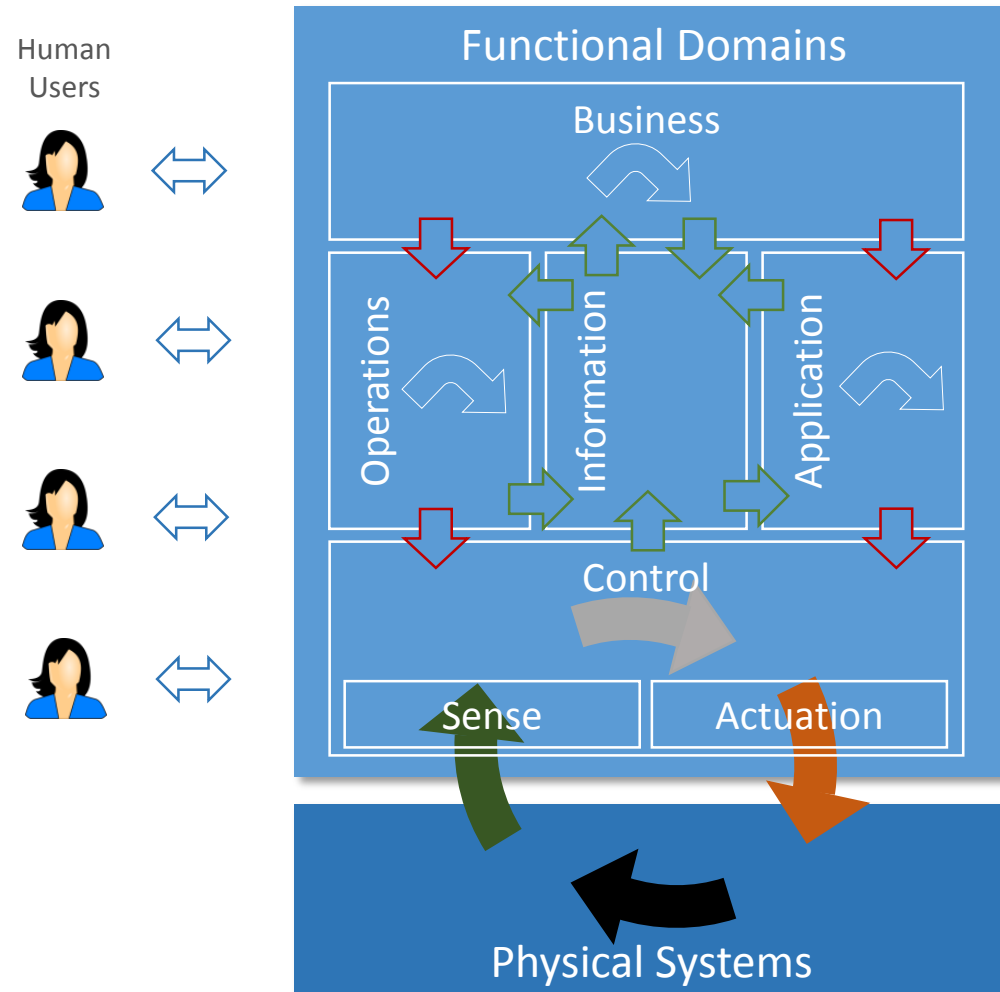 Human
Users
Functional Domains
Business
Operations
Information
Application
Control
Sense
Actuation
Physical Systems